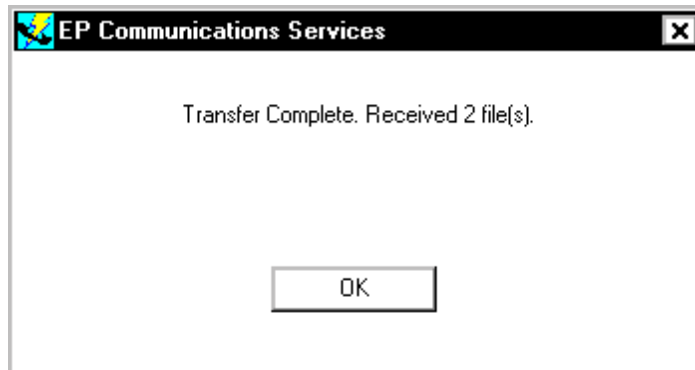 EP Communications Services
Transfer Complete. Received 2 file(s).
OK